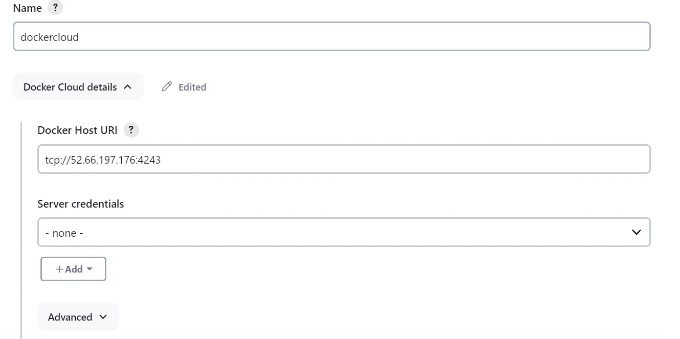 Name ?
dockercloud
Docker Cloud details Edited
Docker Host URI ?
tcp://52.66.197.176:4243
Server credentials
- none -
+ Add
Advanced